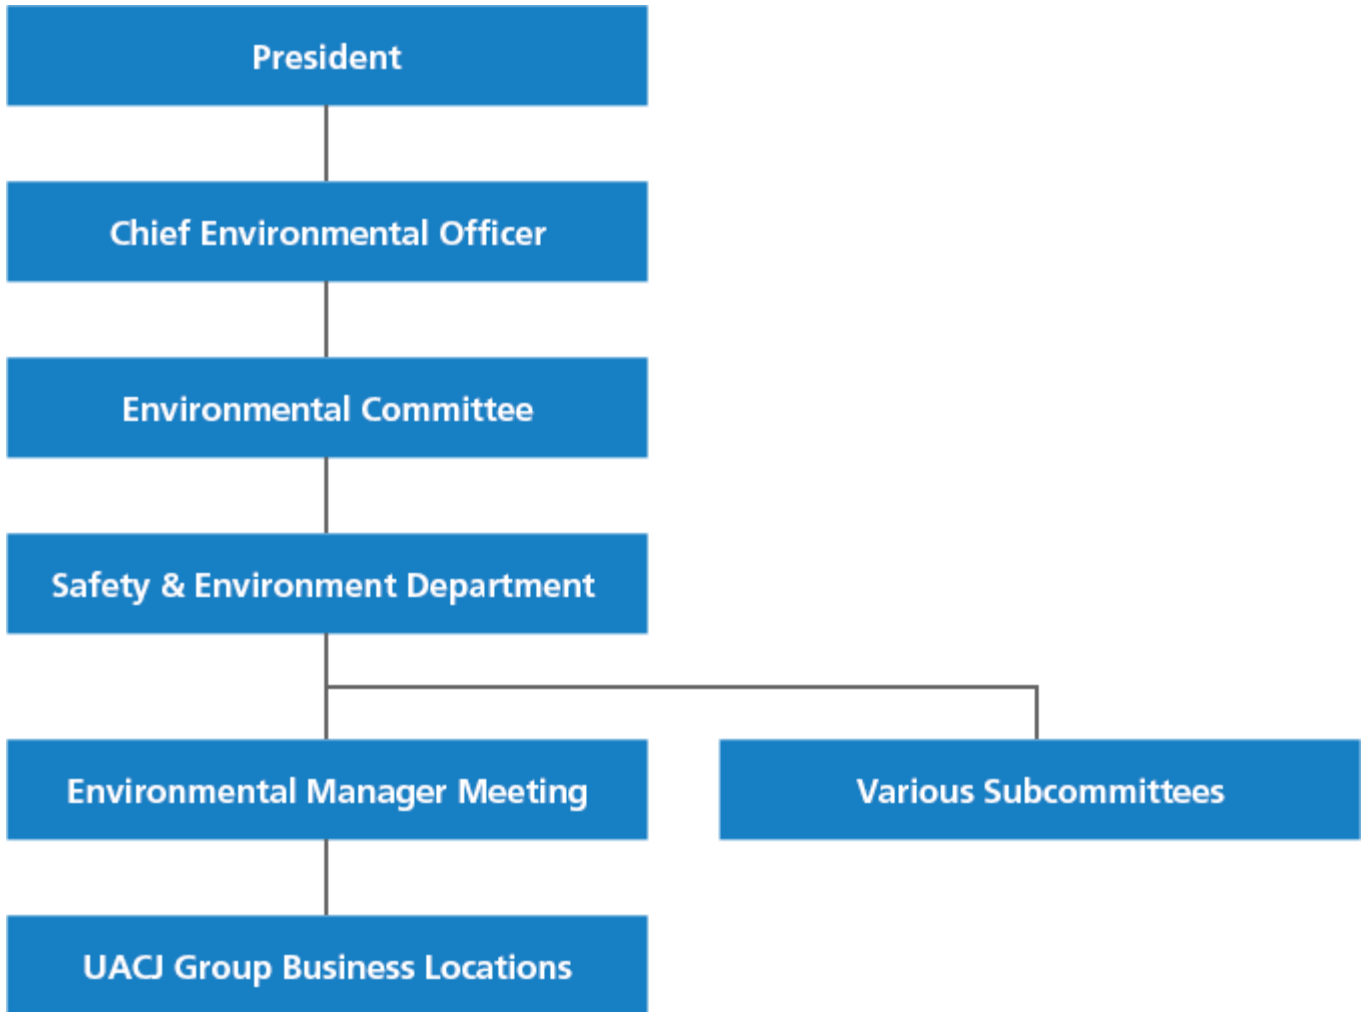 President
Chief Environmental Officer
Environmental Committee
Safety & Environment Department
Environmental Manager Meeting
Various Subcommittees
UACJ Group Business Locations